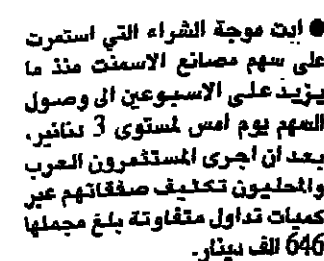 ● ادت موجة الشراء التي استمرت
على سهم مصانع الاسمنت منذ ما
يزيد على الاسبوعين الى وصول
السهم يوم امس لمستوى 3 دنانير،
بعد ان اجرى المستثمرون العرب
والمحليون تكثيف صفقاتهم عبر
كميات تداول متفاوتة بلغ مجملها
646 الف دينار.